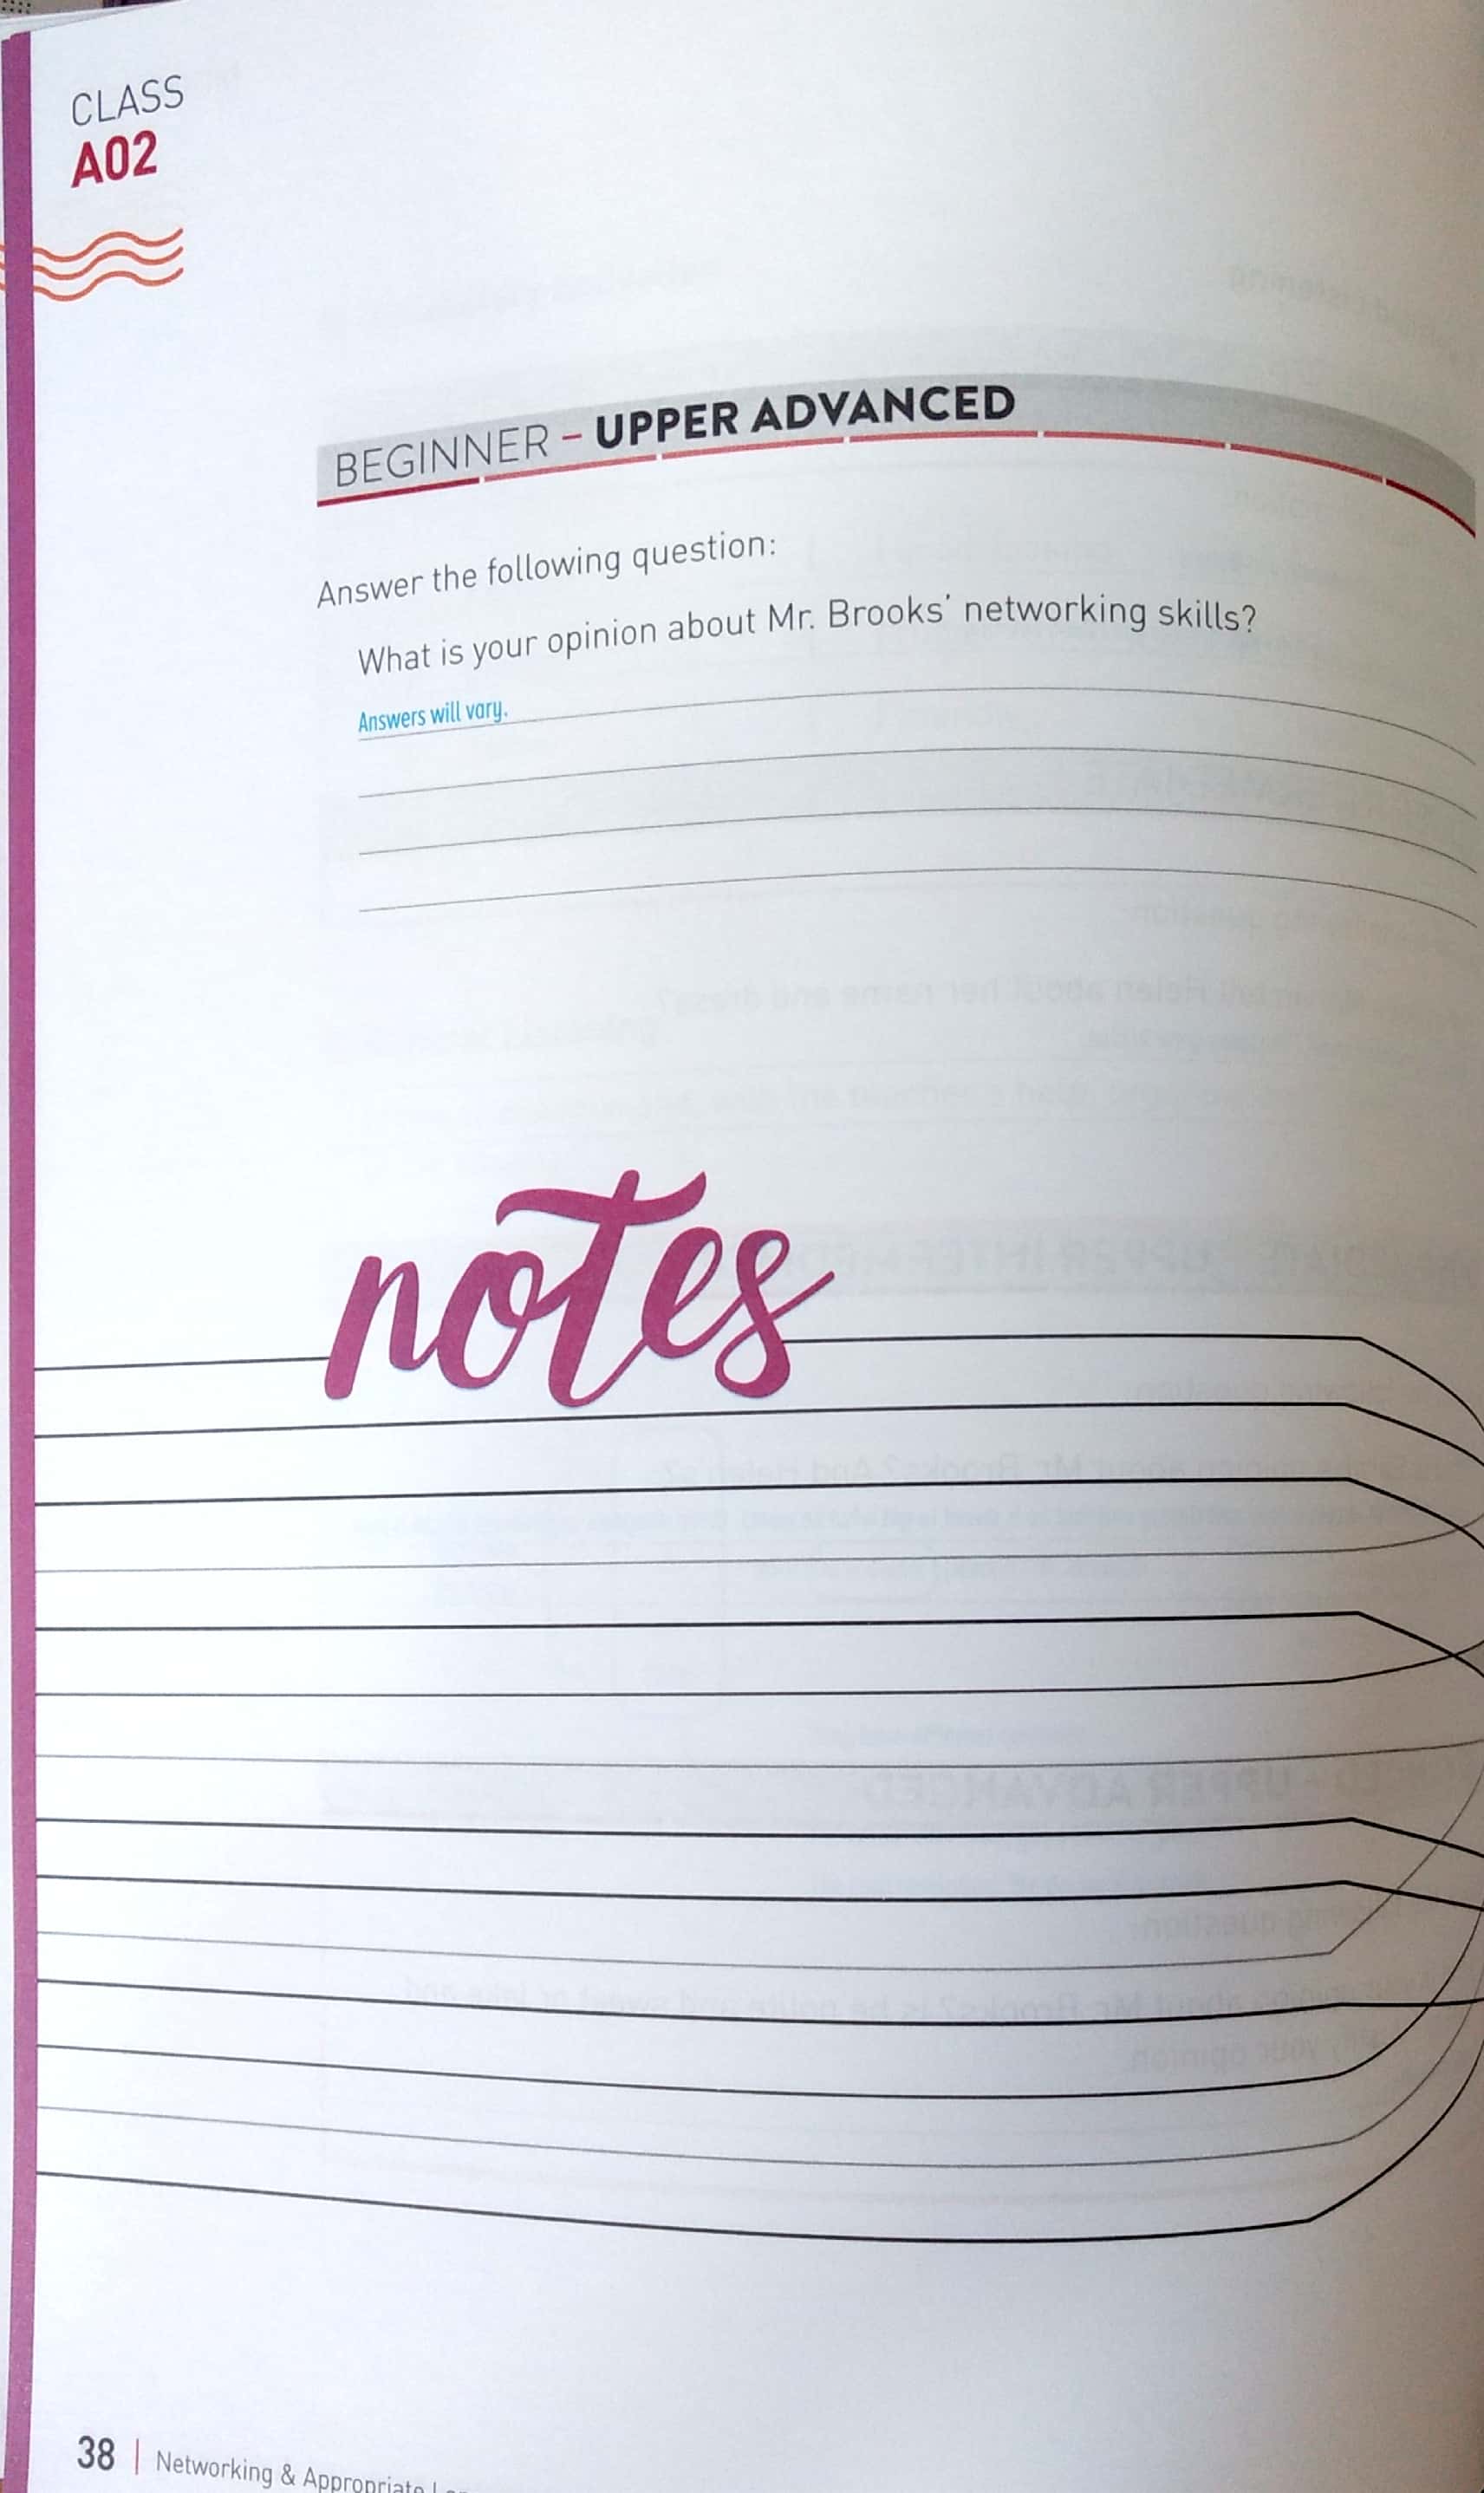 CLASS
A02
BEGINNER – UPPER ADVANCED
Answer the following question:
What is your opinion about Mr. Brooks' networking skills?
Answers will vary.
notes
38 | Networking & Appropriate